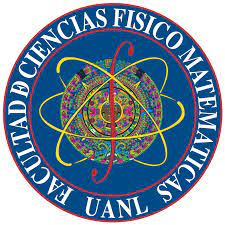 FACULTAD DE CIENCIAS FISICO MATEMATICAS
UANL